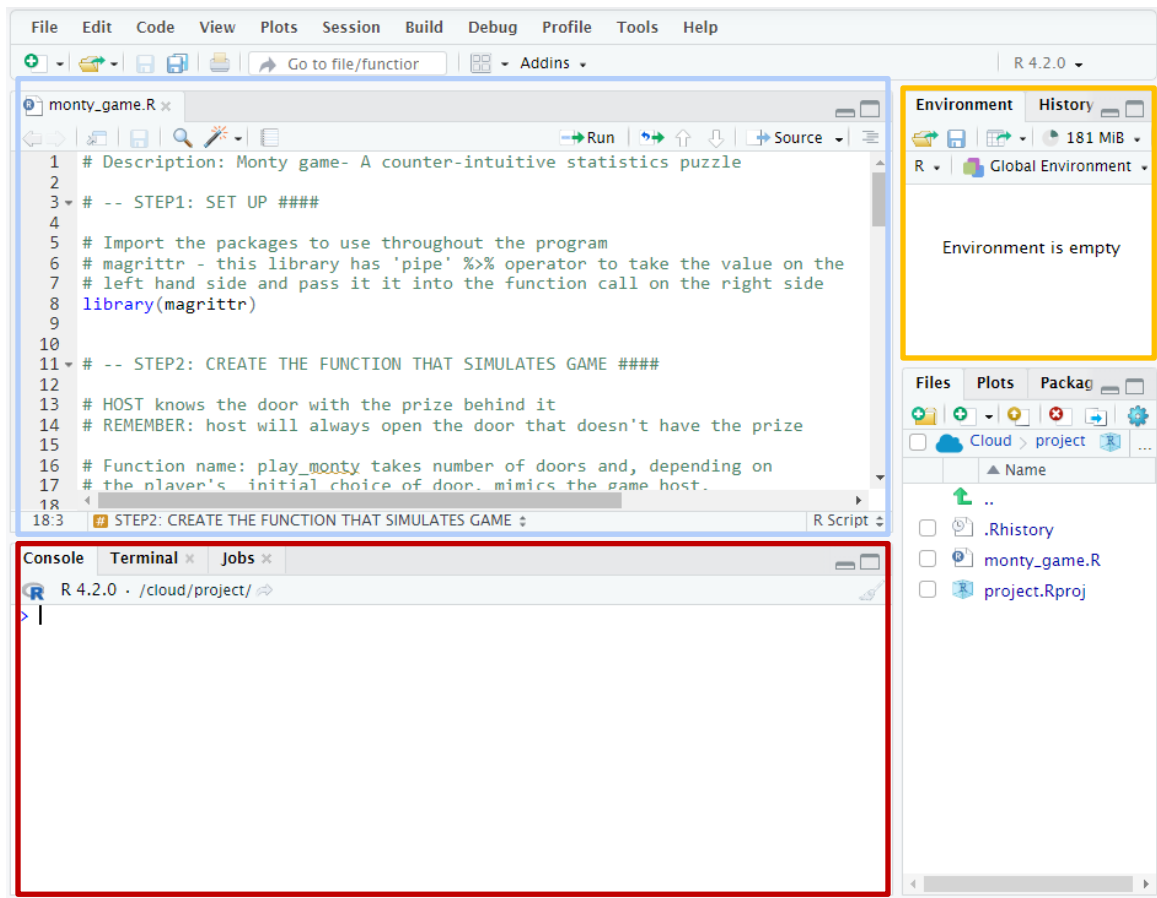 File Edit Code View Plots Session Build Debug Profile Tools Help
Go to file/functior Addins R 4.2.0
monty_game.R
Run Source
1 # Description: Monty game- A counter-intuitive statistics puzzle
2
3 # -- STEP1: SET UP ####
4
5 # Import the packages to use throughout the program
6 # magrittr - this library has 'pipe' %>% operator to take the value on the
7 # left hand side and pass it it into the function call on the right side
8 library(magrittr)
9
10
11 # -- STEP2: CREATE THE FUNCTION THAT SIMULATES GAME ####
12
13 # HOST knows the door with the prize behind it
14 # REMEMBER: host will always open the door that doesn't have the prize
15
16 # Function name: play_monty takes number of doors and, depending on
17 # the player's initial choice of door, mimics the game host.
18
18:3 # STEP2: CREATE THE FUNCTION THAT SIMULATES GAME R Script
Console Terminal Jobs
R R 4.2.0 · /cloud/project/
>
Environment History
181 MiB
R Global Environment
Environment is empty
Files Plots Packag
Cloud > project R ...
Name
..
.Rhistory
monty_game.R
project.Rproj